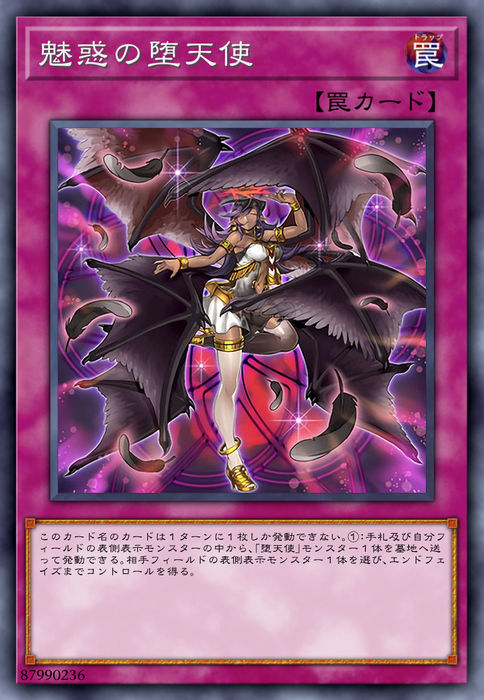 魅惑の堕天使
トラップ
罠
【罠カード】
このカード名のカードは１ターンに１枚しか発動できない。①:手札及び自分フ
ィールドの表側表示モンスターの中から、「堕天使」モンスター１体を墓地へ送
って発動できる。相手フィールドの表側表示モンスター１体を選び、エンドフェ
イズまでコントロールを得る。
87990236